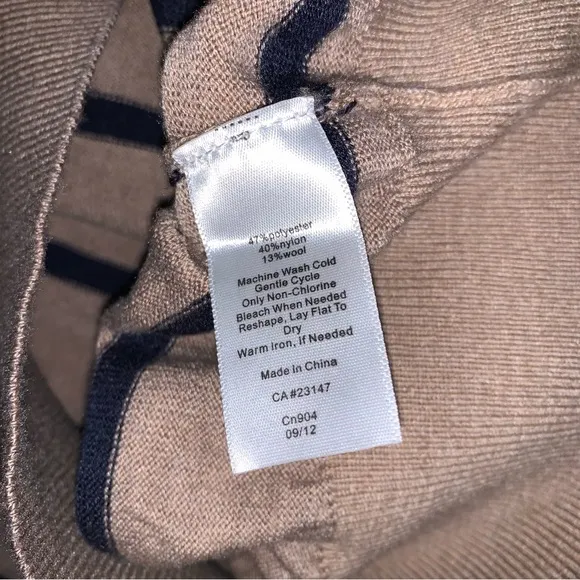 47%polyester
40%nylon
13%wool
Machine Wash Cold
Gentle Cycle
Only Non-Chlorine
Bleach When Needed
Reshape, Lay Flat To
Dry
Warm Iron, If Needed
Made in China
CA#23147
Cn904
09/12